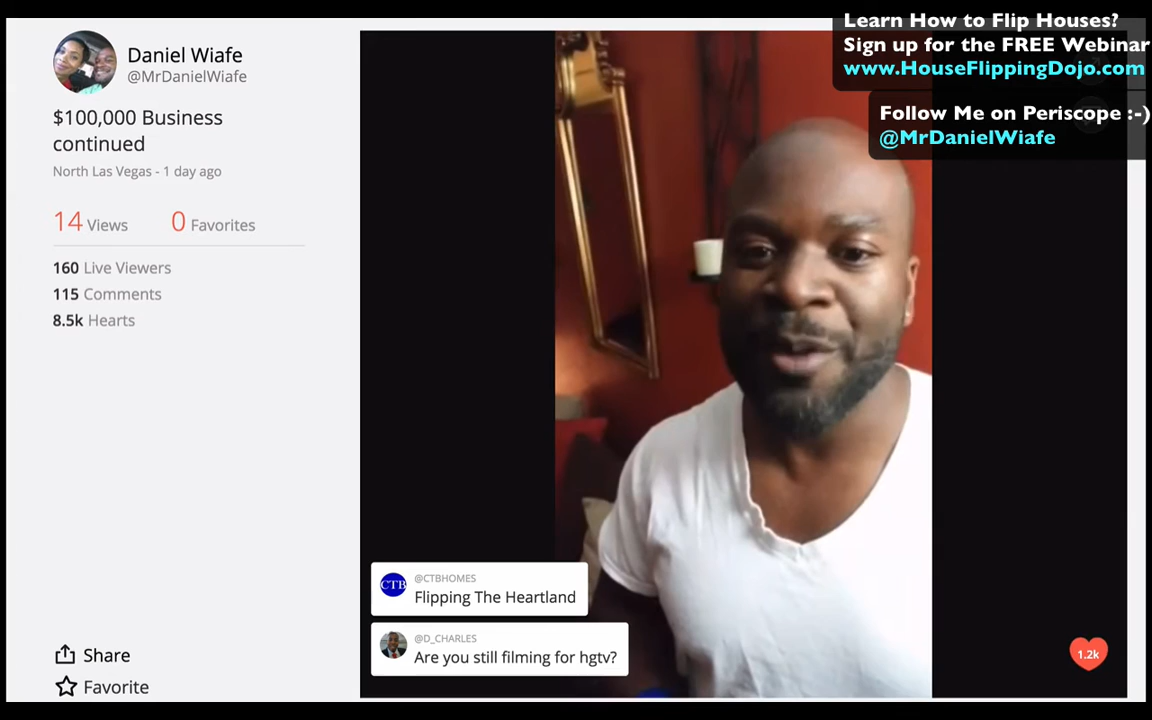 Learn How to Flip Houses?
Sign up for the FREE Webinar
www.HouseFlippingDojo.com
Follow Me on Periscope :-)
@MrDanielWiafe
Daniel Wiafe
@MrDanielWiafe
$100,000 Business
continued
North Las Vegas - 1 day ago
14 Views 0 Favorites
160 Live Viewers
115 Comments
8.5k Hearts
CTB
@CTBHOMES
Flipping The Heartland
@D_CHARLES
Are you still filming for hgtv?
1.2k
Share
Favorite